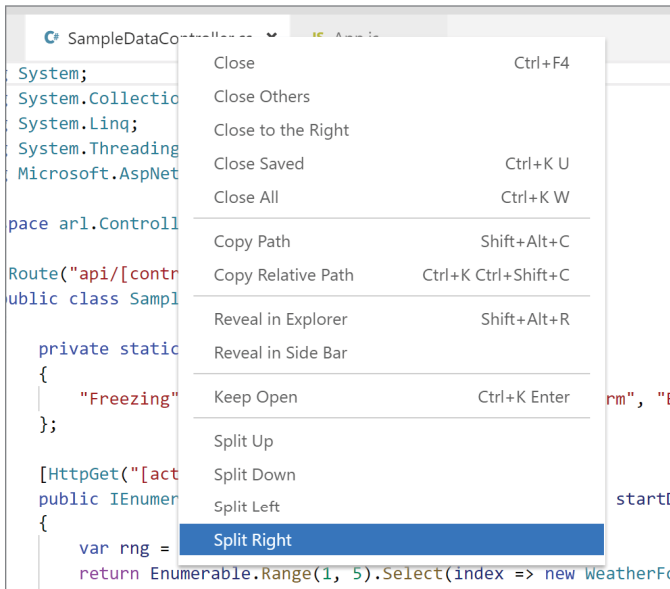 C# SampleDataController.cs ✕ JS App.js
System;
System.Collectio
System.Linq;
System.Threading
Microsoft.AspNet
pace arl.Controll
Route("api/[contr
ublic class Sampl
private static
{
"Freezing" rm", "B
};
[HttpGet("[act
public IEnumer startD
{
var rng =
return Enumerable.Range(1, 5).Select(index => new WeatherFo
Close Ctrl+F4
Close Others
Close to the Right
Close Saved Ctrl+K U
Close All Ctrl+K W
Copy Path Shift+Alt+C
Copy Relative Path Ctrl+K Ctrl+Shift+C
Reveal in Explorer Shift+Alt+R
Reveal in Side Bar
Keep Open Ctrl+K Enter
Split Up
Split Down
Split Left
Split Right